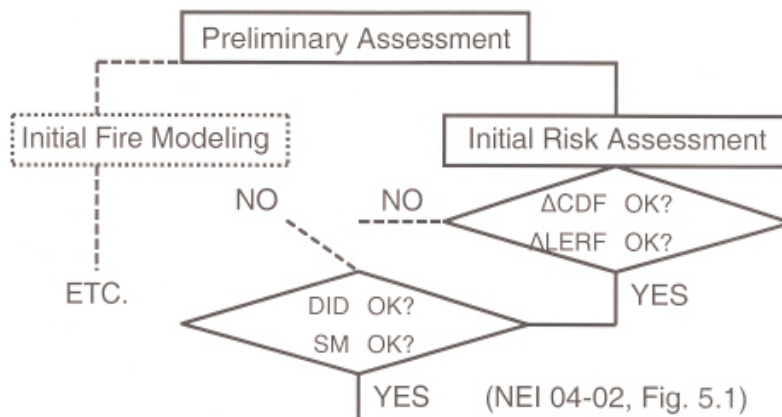 Preliminary Assessment
Initial Fire Modeling
Initial Risk Assessment
NO
NO
ΔCDF OK?
ΔLERF OK?
ETC.
YES
DID OK?
SM OK?
YES
(NEI 04-02, Fig. 5.1)